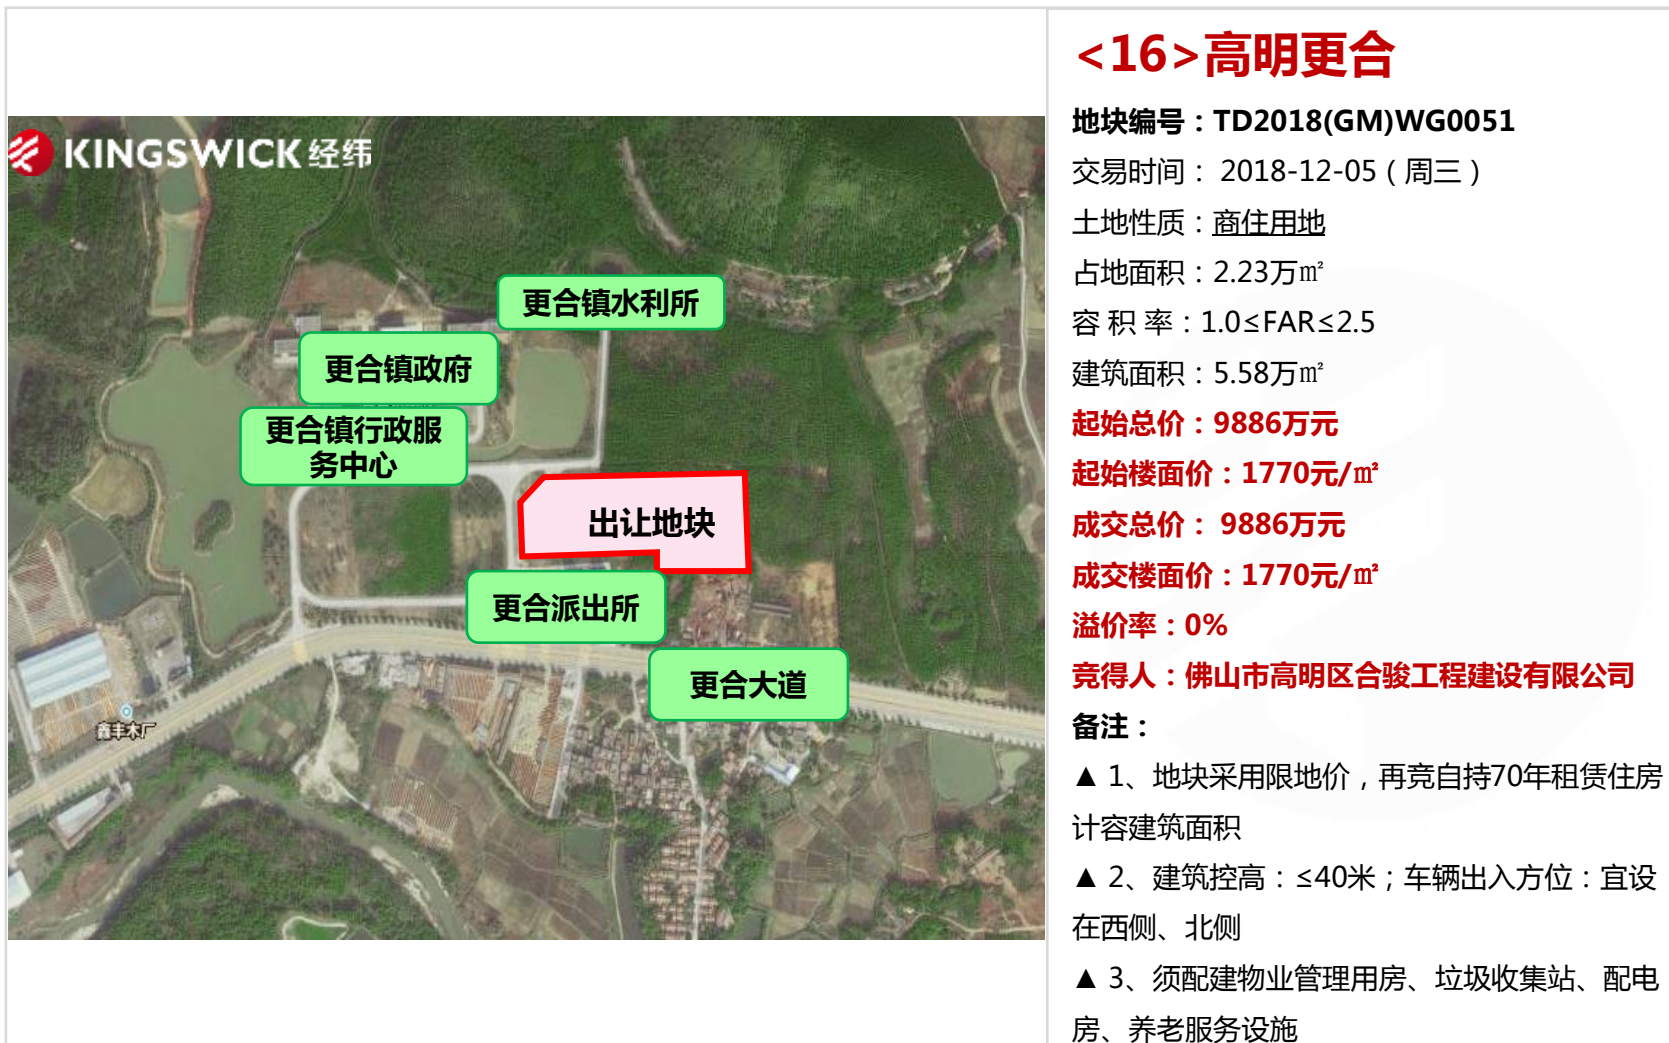 KINGSWICK 经纬
更合镇水利所
更合镇政府
更合镇行政服
务中心
出让地块
更合派出所
更合大道
鑫丰木厂
<16>高明更合
地块编号：TD2018(GM)WG0051
交易时间： 2018-12-05（周三）
土地性质：商住用地
占地面积：2.23万㎡
容 积 率：1.0≤FAR≤2.5
建筑面积：5.58万㎡
起始总价：9886万元
起始楼面价：1770元/㎡
成交总价： 9886万元
成交楼面价：1770元/㎡
溢价率：0%
竞得人：佛山市高明区合骏工程建设有限公司
备注：
▲ 1、地块采用限地价，再竞自持70年租赁住房
计容建筑面积
▲ 2、建筑控高：≤40米；车辆出入方位：宜设
在西侧、北侧
▲ 3、须配建物业管理用房、垃圾收集站、配电
房、养老服务设施